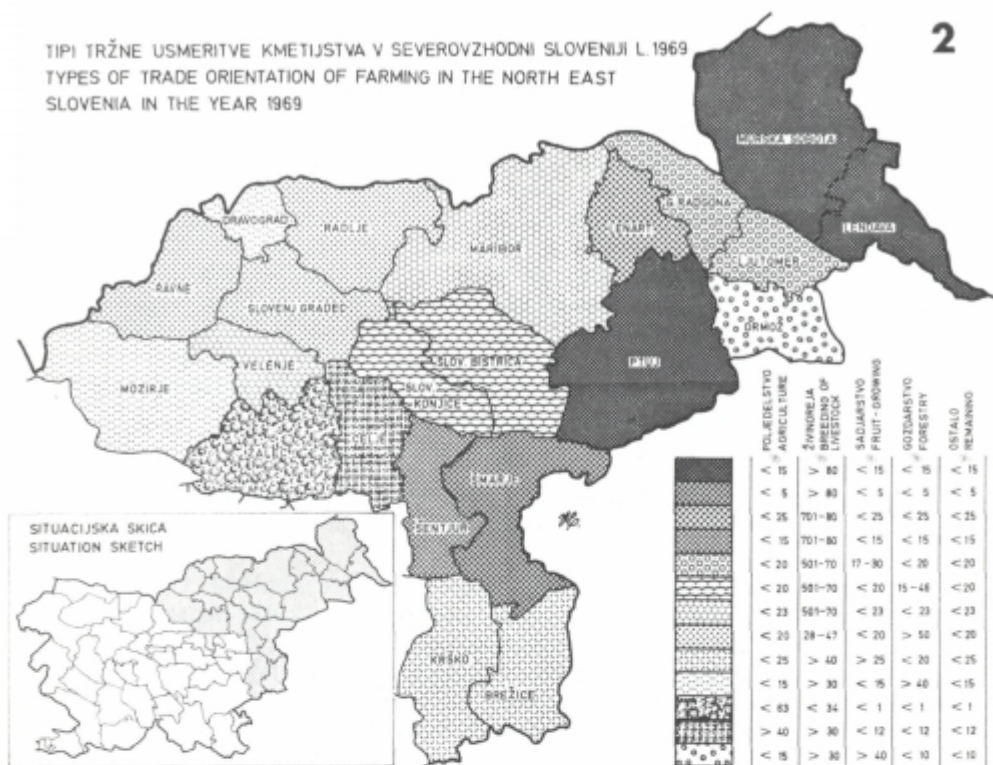 2
TIPI TRŽNE USMERITVE KMETIJSTVA V SEVEROVZHODNI SLOVENIJI L. 1969
TYPES OF TRADE ORIENTATION OF FARMING IN THE NORTH EAST
SLOVENIA IN THE YEAR 1969
MURSKA SOBOTA
DRAVOGRAD
RADLJE
G. RADGONA
LENART
LENDAVA
MARIBOR
LJUTOMER
RAVNE
SLOVENJ GRADEC
ORMOŽ
PTUJ
SLOV. BISTRICA
VELENJE
MOZIRJE
SLOV.
KONJICE
CELJE
ŠMARJE
ŠENTJUR
KRŠKO
BREŽICE
SITUACIJSKA SKICA
SITUATION SKETCH
POLJEDELSTVO
AGRICULTURE
ŽIVINOREJA
BREEDING OF
LIVESTOCK
SADJARSTVO
FRUIT-GROWING
GOZDARSTVO
FORESTRY
OSTALO
REMAINING
< 15 > 80 < 15 < 15 < 15
< 5 > 80 < 5 < 5 < 5
< 25 701-80 < 25 < 25 < 25
< 15 701-80 < 15 < 15 < 15
< 20 501-70 17-30 < 20 < 20
< 20 501-70 < 20 15-46 < 20
< 23 501-70 < 23 < 23 < 23
< 20 28-47 < 20 > 50 < 20
< 25 > 40 > 25 < 20 < 25
< 15 > 30 < 15 > 40 < 15
< 63 < 34 < 1 < 1 < 1
> 40 > 30 < 12 < 12 < 12
< 15 > 30 > 40 < 10 < 10